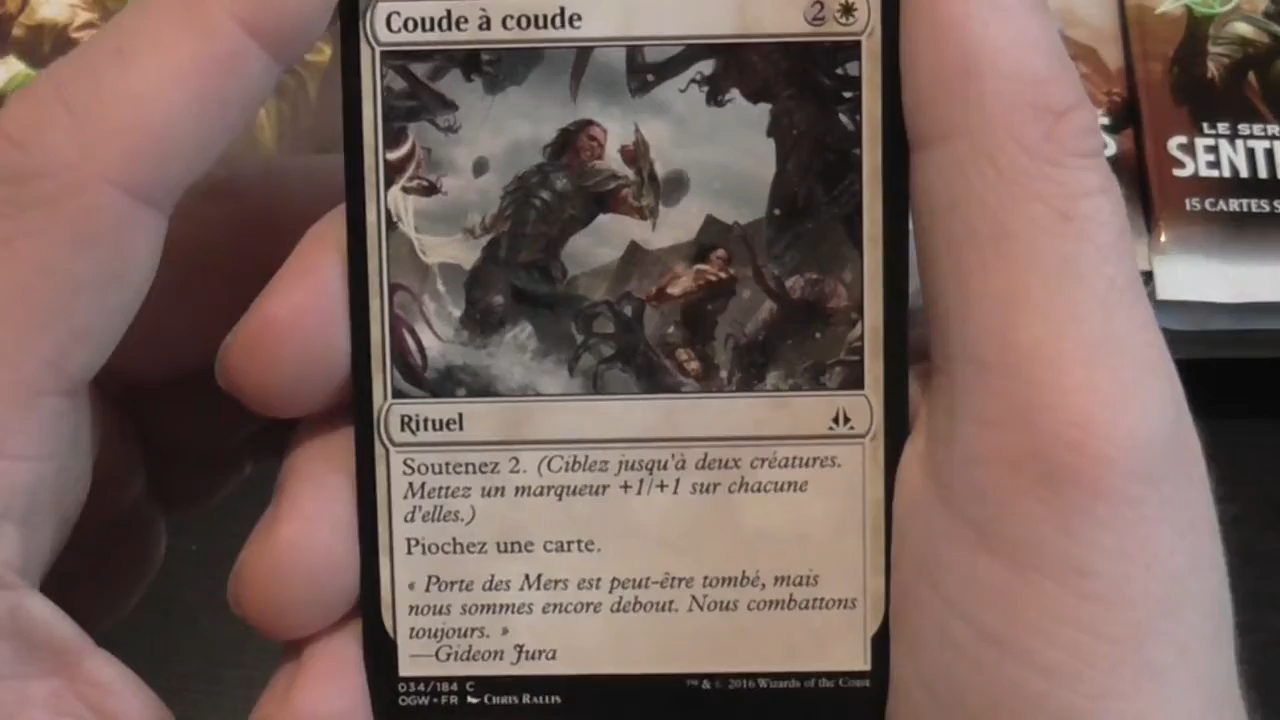 Coude à coude
2
Rituel
Soutenez 2. (Ciblez jusqu'à deux créatures.
Mettez un marqueur +1/+1 sur chacune
d'elles.)
Piochez une carte.
« Porte des Mers est peut-être tombé, mais
nous sommes encore debout. Nous combattons
toujours. »
—Gideon Jura
034/184 C
OGW • FR Chris Rallis
™ & © 2016 Wizards of the Coast
LE SER
SENTI
15 CARTES S